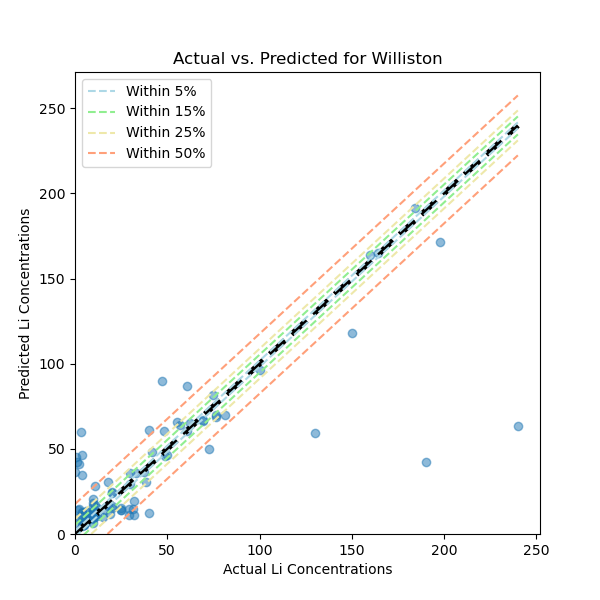 Actual vs. Predicted for Williston
Within 5%
Within 15%
Within 25%
Within 50%
250
200
150
100
50
0
Predicted Li Concentrations
0 50 100 150 200 250
Actual Li Concentrations